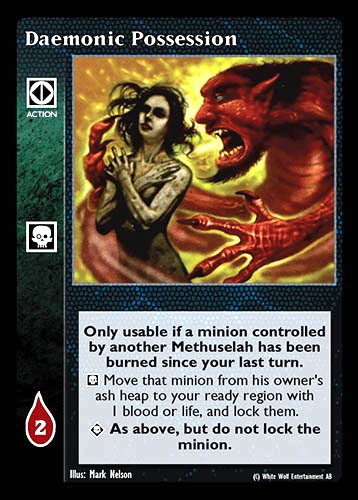 Daemonic Possession
ACTION
Only usable if a minion controlled
by another Methuselah has been
burned since your last turn.
Move that minion from his owner's
ash heap to your ready region with
1 blood or life, and lock them.
As above, but do not lock the
minion.
2
Illus: Mark Nelson
(C) White Wolf Entertainment AB